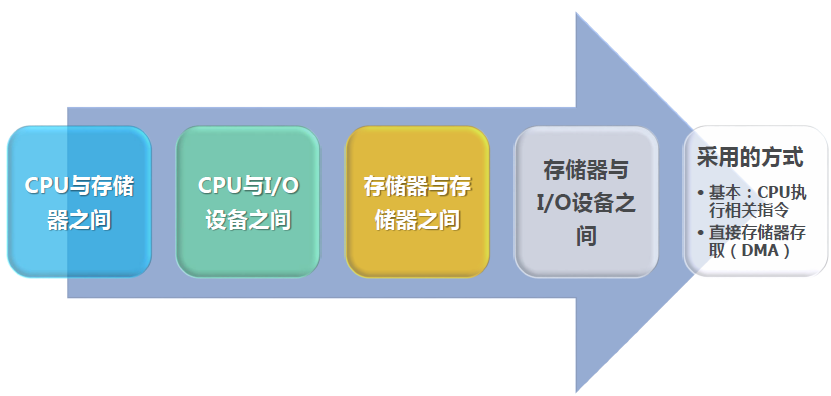 CPU与存储
器之间
CPU与I/O
设备之间
存储器与存
储器之间
存储器与
I/O设备之
间
采用的方式
• 基本：CPU执
行相关指令
• 直接存储器存
取（DMA）